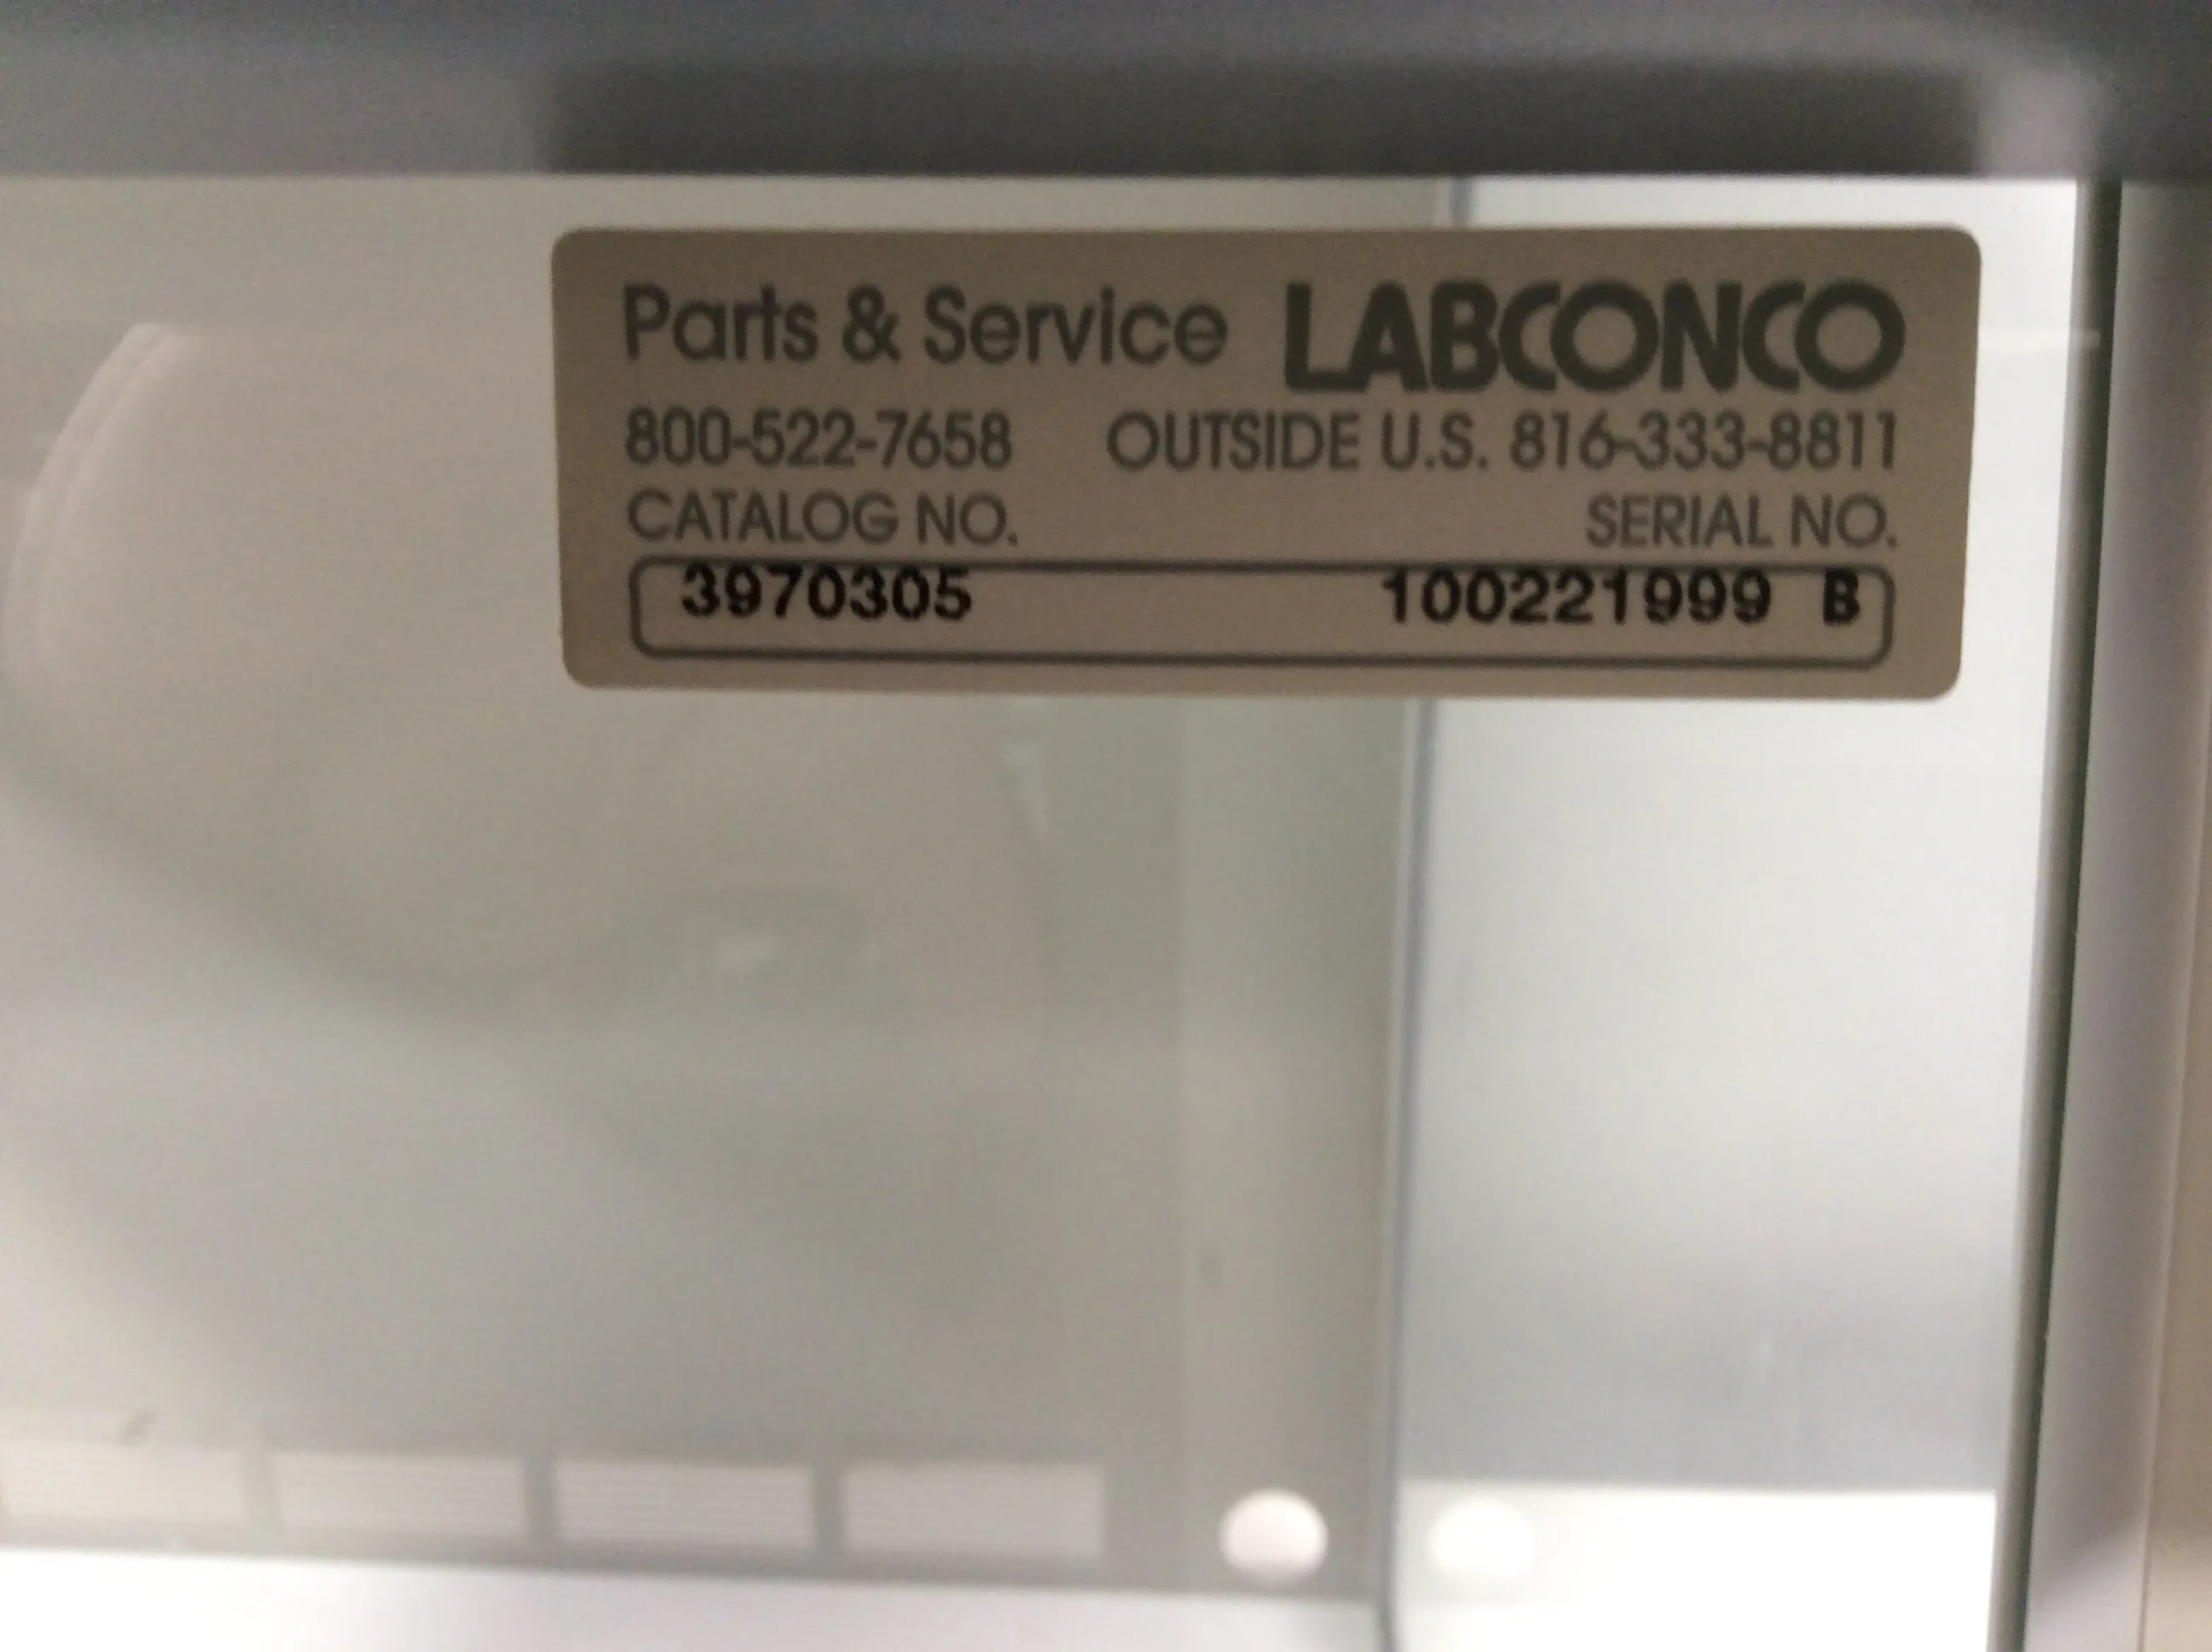 Parts & Service LABCONCO
800-522-7658 OUTSIDE U.S. 816-333-8811
CATALOG NO. SERIAL NO.
3970305 100221999 B